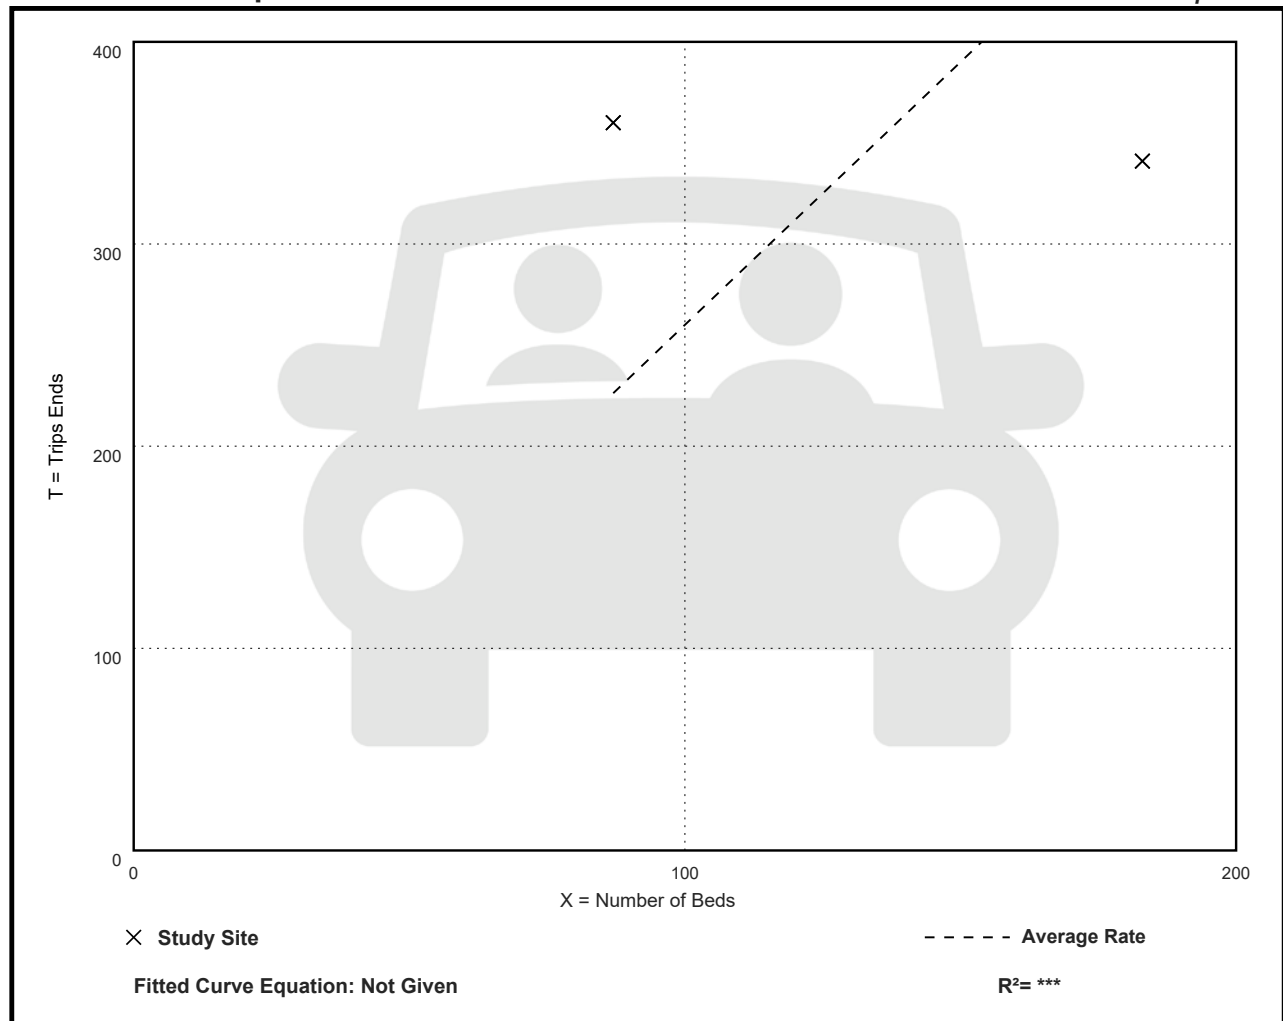 400
300
200
100
0
T = Trips Ends
0 100 200
X = Number of Beds
Study Site
Average Rate
Fitted Curve Equation: Not Given
R²= ***